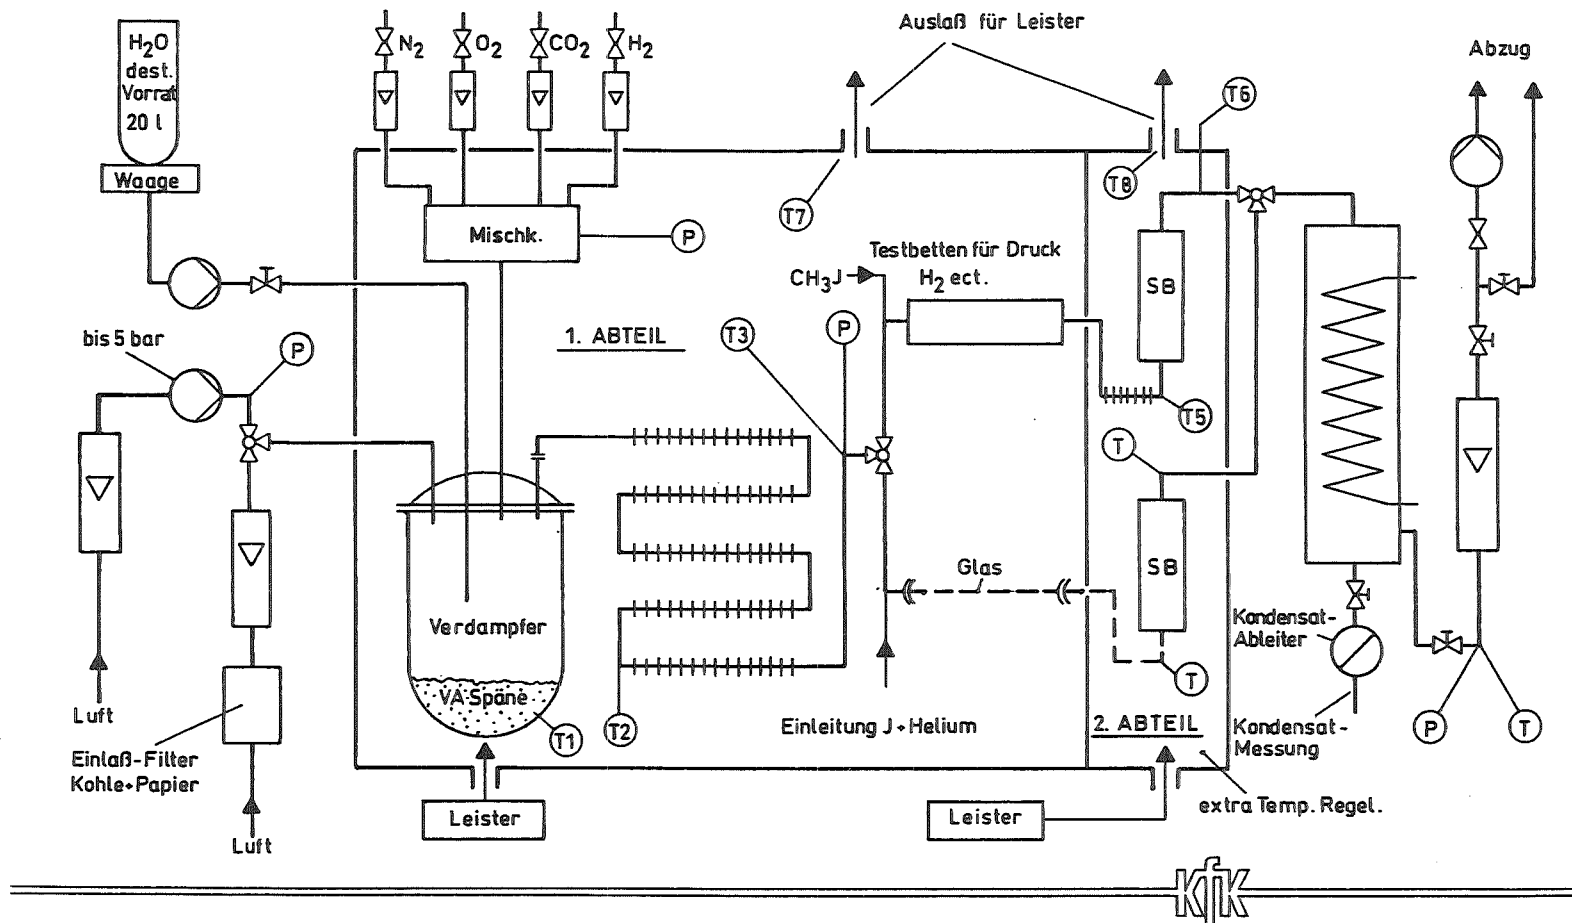 Auslaß für Leister
H2O
dest.
Vorrat
20 l
N2
O2
CO2
H2
Abzug
T6
Waage
T8
T7
Mischk.
P
Testbetten für Druck
H2 ect.
CH3J
SB
bis 5 bar
P
1. ABTEIL
T3
P
T5
T
Glas
SB
Verdampfer
Kondensat-
Ableiter
T
VA-Späne
Luft
T1
T2
Einleitung J+Helium
2. ABTEIL
Kondensat-
Messung
P
T
Einlaß-Filter
Kohle+Papier
extra Temp. Regel.
Leister
Leister
Luft
KfK